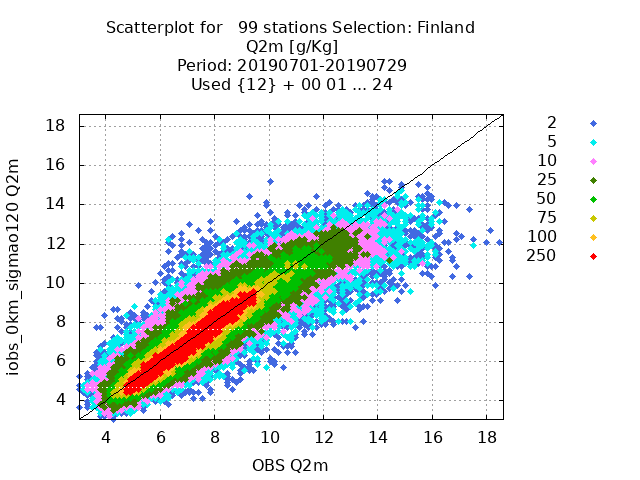 Scatterplot for   99 stations Selection: Finland
Q2m [g/Kg]
Period: 20190701-20190729
Used {12} + 00 01 ... 24
iobs_0km_sigmao120 Q2m
18
16
14
12
10
8
6
4
4 6 8 10 12 14 16 18
OBS Q2m
2
5
10
25
50
75
100
250